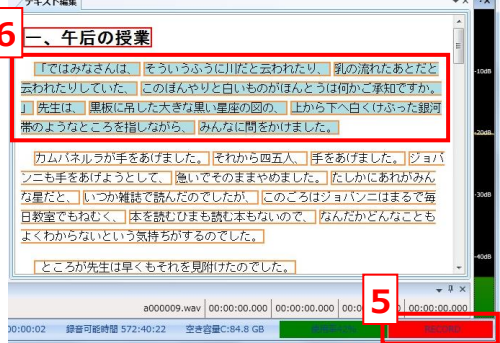 テキスト編集
6
一、午后の授業
「ではみなさんは、そういうふうに川だと云われたり、乳の流れたあとだと
云われたりしていた、このぼんやりと白いものがほんとうは何かご承知ですか。
」先生は、黒板に吊した大きな黒い星座の図の、上から下へ白くけぶった銀河
帯のようなところを指しながら、みんなに問をかけました。
カムパネルラが手をあげました。それから四五人、手をあげました。ジョバ
ンニも手をあげようとして、急いでそのままやめました。たしかにあれがみん
な星だと、いつか雑誌で読んだのでしたが、このごろはジョバンニはまるで毎
日教室でもねむく、本を読むひまも読む本もないので、なんだかどんなことも
よくわからないという気持ちがするのでした。
ところが先生は早くもそれを見附けたのでした。
-10dB
-20dB
-30dB
-40dB
5
a000009.wav 00:00:00.000 00:00:00.000 00:00 00:00:00.000
00:00:02 録音可能時間 572:40:22 空き容量C:84.8 GB RECORD